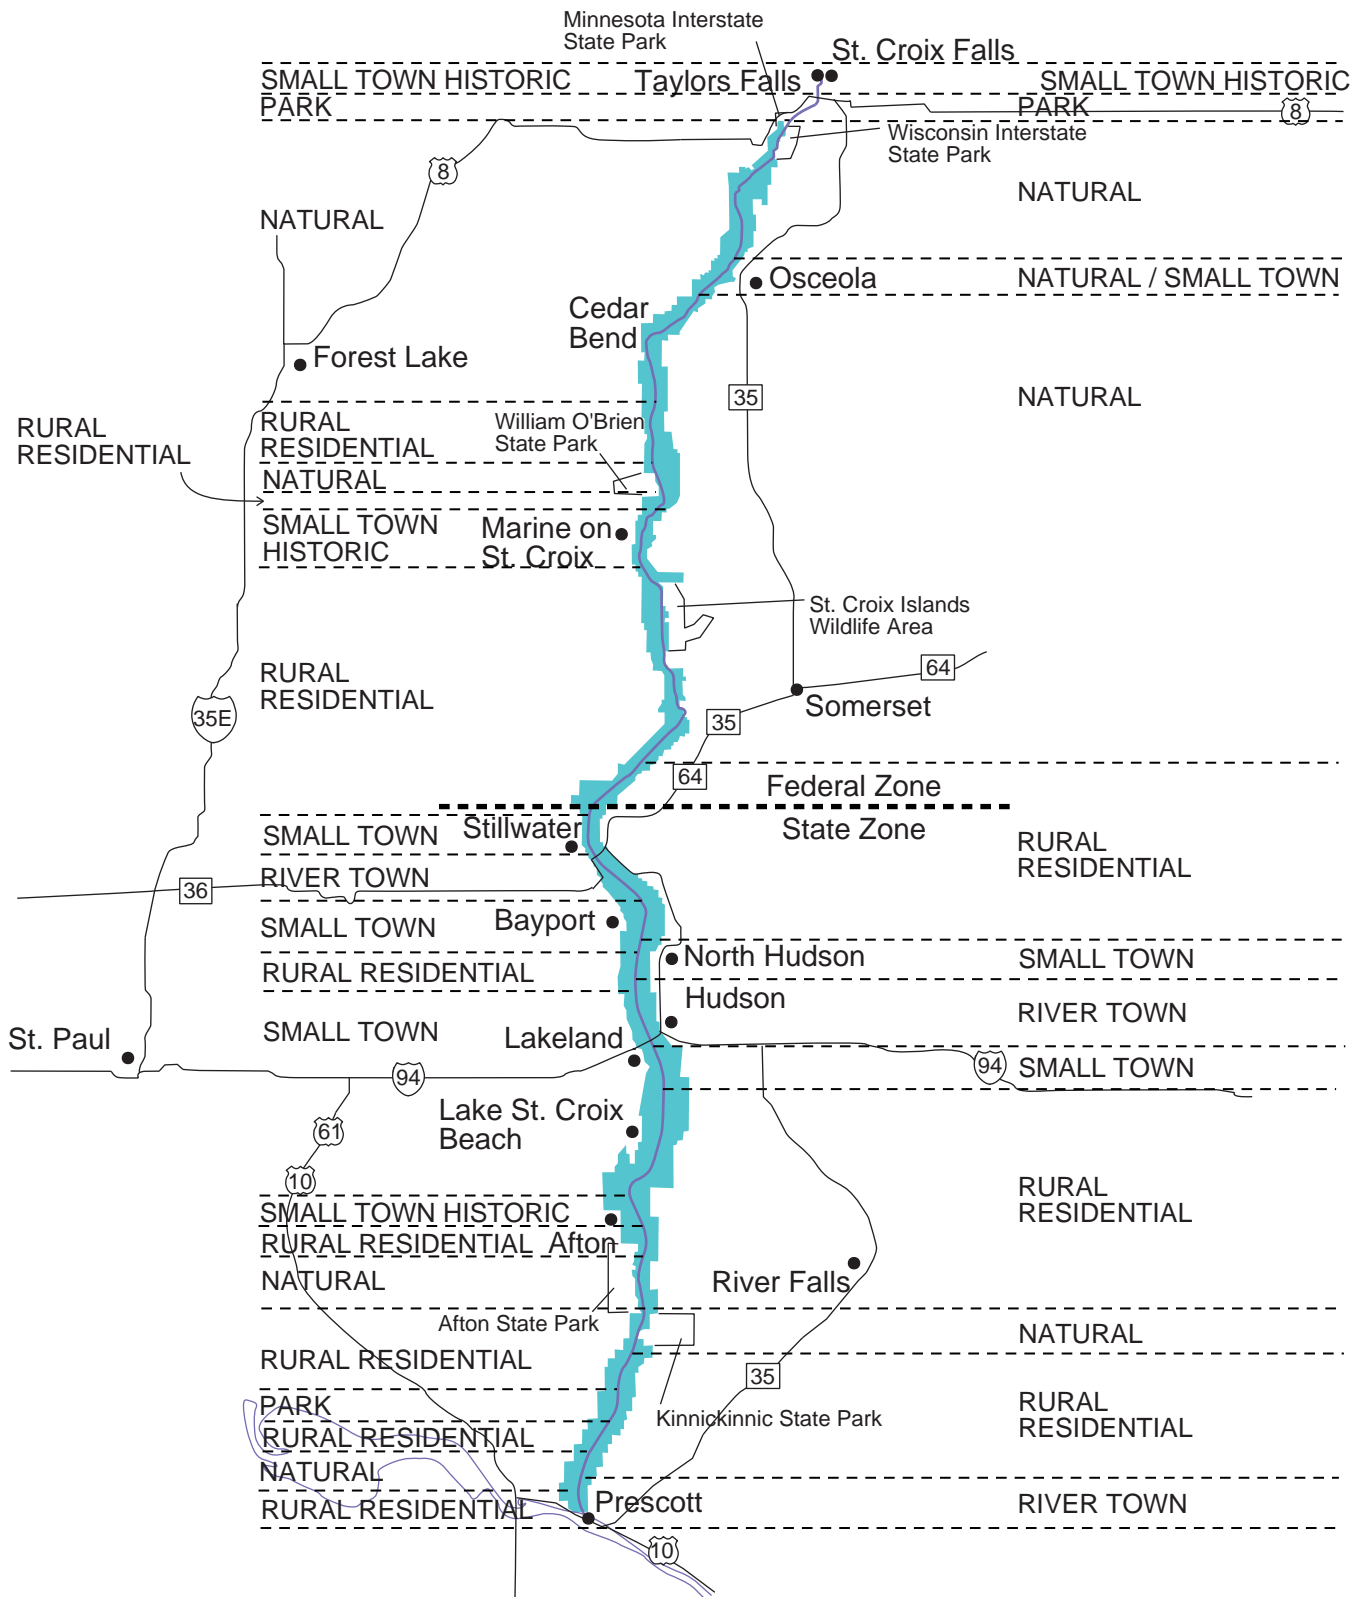 Minnesota Interstate
State Park
St. Croix Falls
SMALL TOWN HISTORIC
Taylors Falls
SMALL TOWN HISTORIC
PARK
PARK
8
Wisconsin Interstate
State Park
8
NATURAL
NATURAL
Osceola
NATURAL / SMALL TOWN
Cedar
Bend
Forest Lake
35
NATURAL
RURAL
RESIDENTIAL
RURAL
RESIDENTIAL
William O'Brien
State Park
NATURAL
SMALL TOWN
HISTORIC
Marine on
St. Croix
St. Croix Islands
Wildlife Area
RURAL
RESIDENTIAL
64
Somerset
35E
35
64
Federal Zone
State Zone
Stillwater
SMALL TOWN
RURAL
RESIDENTIAL
RIVER TOWN
36
Bayport
SMALL TOWN
North Hudson
SMALL TOWN
RURAL RESIDENTIAL
Hudson
RIVER TOWN
SMALL TOWN
St. Paul
Lakeland
94
94
SMALL TOWN
Lake St. Croix
Beach
61
10
RURAL
RESIDENTIAL
SMALL TOWN HISTORIC
RURAL RESIDENTIAL
Afton
NATURAL
River Falls
Afton State Park
NATURAL
RURAL RESIDENTIAL
35
PARK
Kinnickinnic State Park
RURAL
RESIDENTIAL
RURAL RESIDENTIAL
NATURAL
RURAL RESIDENTIAL
Prescott
RIVER TOWN
10